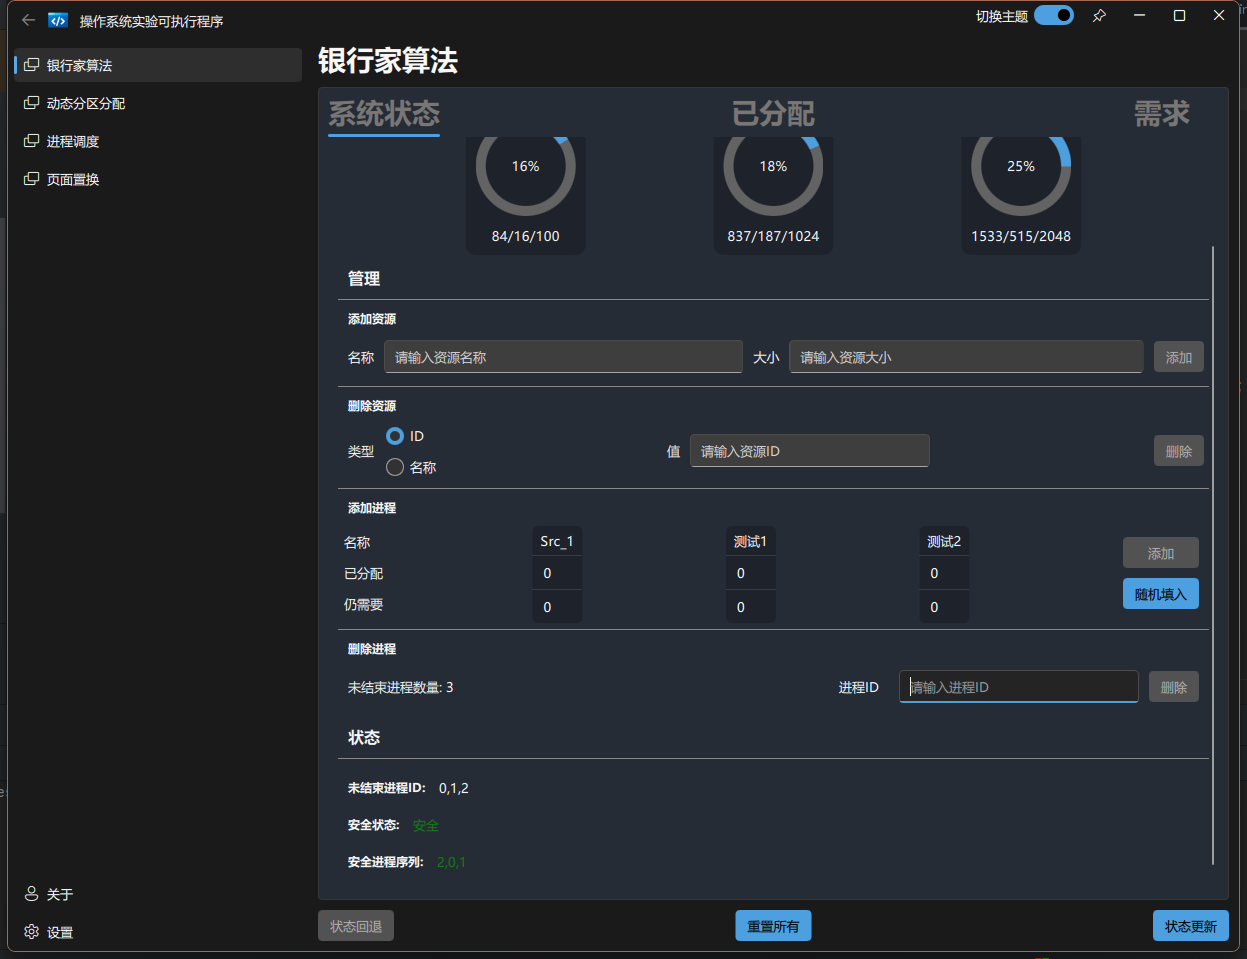 操作系统实验可执行程序
切换主题
银行家算法
动态分区分配
进程调度
页面置换
关于
设置
银行家算法
系统状态 已分配 需求
16% 18% 25%
84/16/100 837/187/1024 1533/515/2048
管理
添加资源
名称 请输入资源名称 大小 请输入资源大小 添加
删除资源
类型 ID 名称 值 请输入资源ID 删除
添加进程
名称 Src_1 测试1 测试2
已分配 0 0 0
仍需要 0 0 0
添加
随机填入
删除进程
未结束进程数量: 3 进程ID 请输入进程ID 删除
状态
未结束进程ID: 0,1,2
安全状态: 安全
安全进程序列: 2,0,1
状态回退 重置所有 状态更新